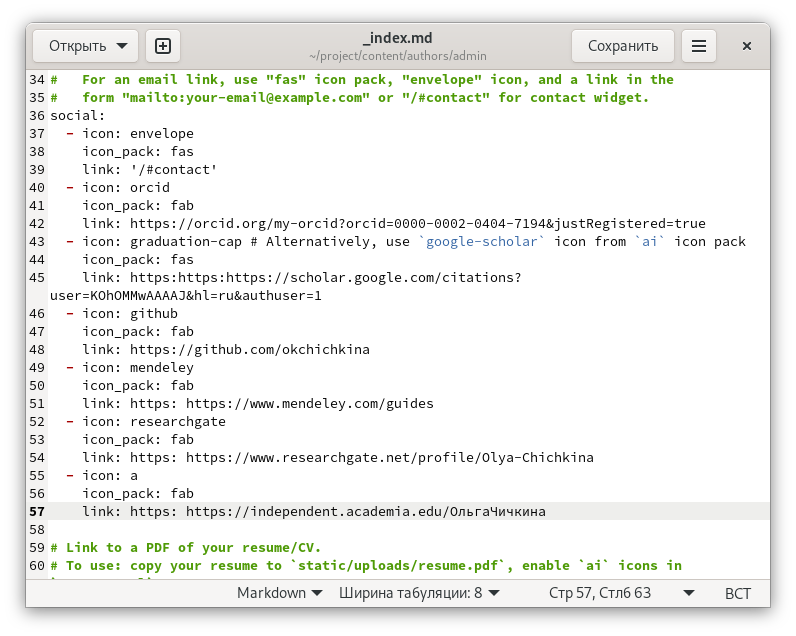 Открыть
_index.md
~/project/content/authors/admin
Сохранить
34 #   For an email link, use "fas" icon pack, "envelope" icon, and a link in the
35 #   form "mailto:your-email@example.com" or "/#contact" for contact widget.
36 social:
37   - icon: envelope
38     icon_pack: fas
39     link: '/#contact'
40   - icon: orcid
41     icon_pack: fab
42     link: https://orcid.org/my-orcid?orcid=0000-0002-0404-7194&justRegistered=true
43   - icon: graduation-cap # Alternatively, use `google-scholar` icon from `ai` icon pack
44     icon_pack: fas
45     link: https:https:https://scholar.google.com/citations?
user=KOhOMMwAAAAJ&hl=ru&authuser=1
46   - icon: github
47     icon_pack: fab
48     link: https://github.com/okchichkina
49   - icon: mendeley
50     icon_pack: fab
51     link: https: https://www.mendeley.com/guides
52   - icon: researchgate
53     icon_pack: fab
54     link: https: https://www.researchgate.net/profile/Olya-Chichkina
55   - icon: a
56     icon_pack: fab
57     link: https: https://independent.academia.edu/ОльгаЧичкина
58
59 # Link to a PDF of your resume/CV.
60 # To use: copy your resume to `static/uploads/resume.pdf`, enable `ai` icons in
Markdown
Ширина табуляции: 8
Стр 57, Стлб 63
ВСТ